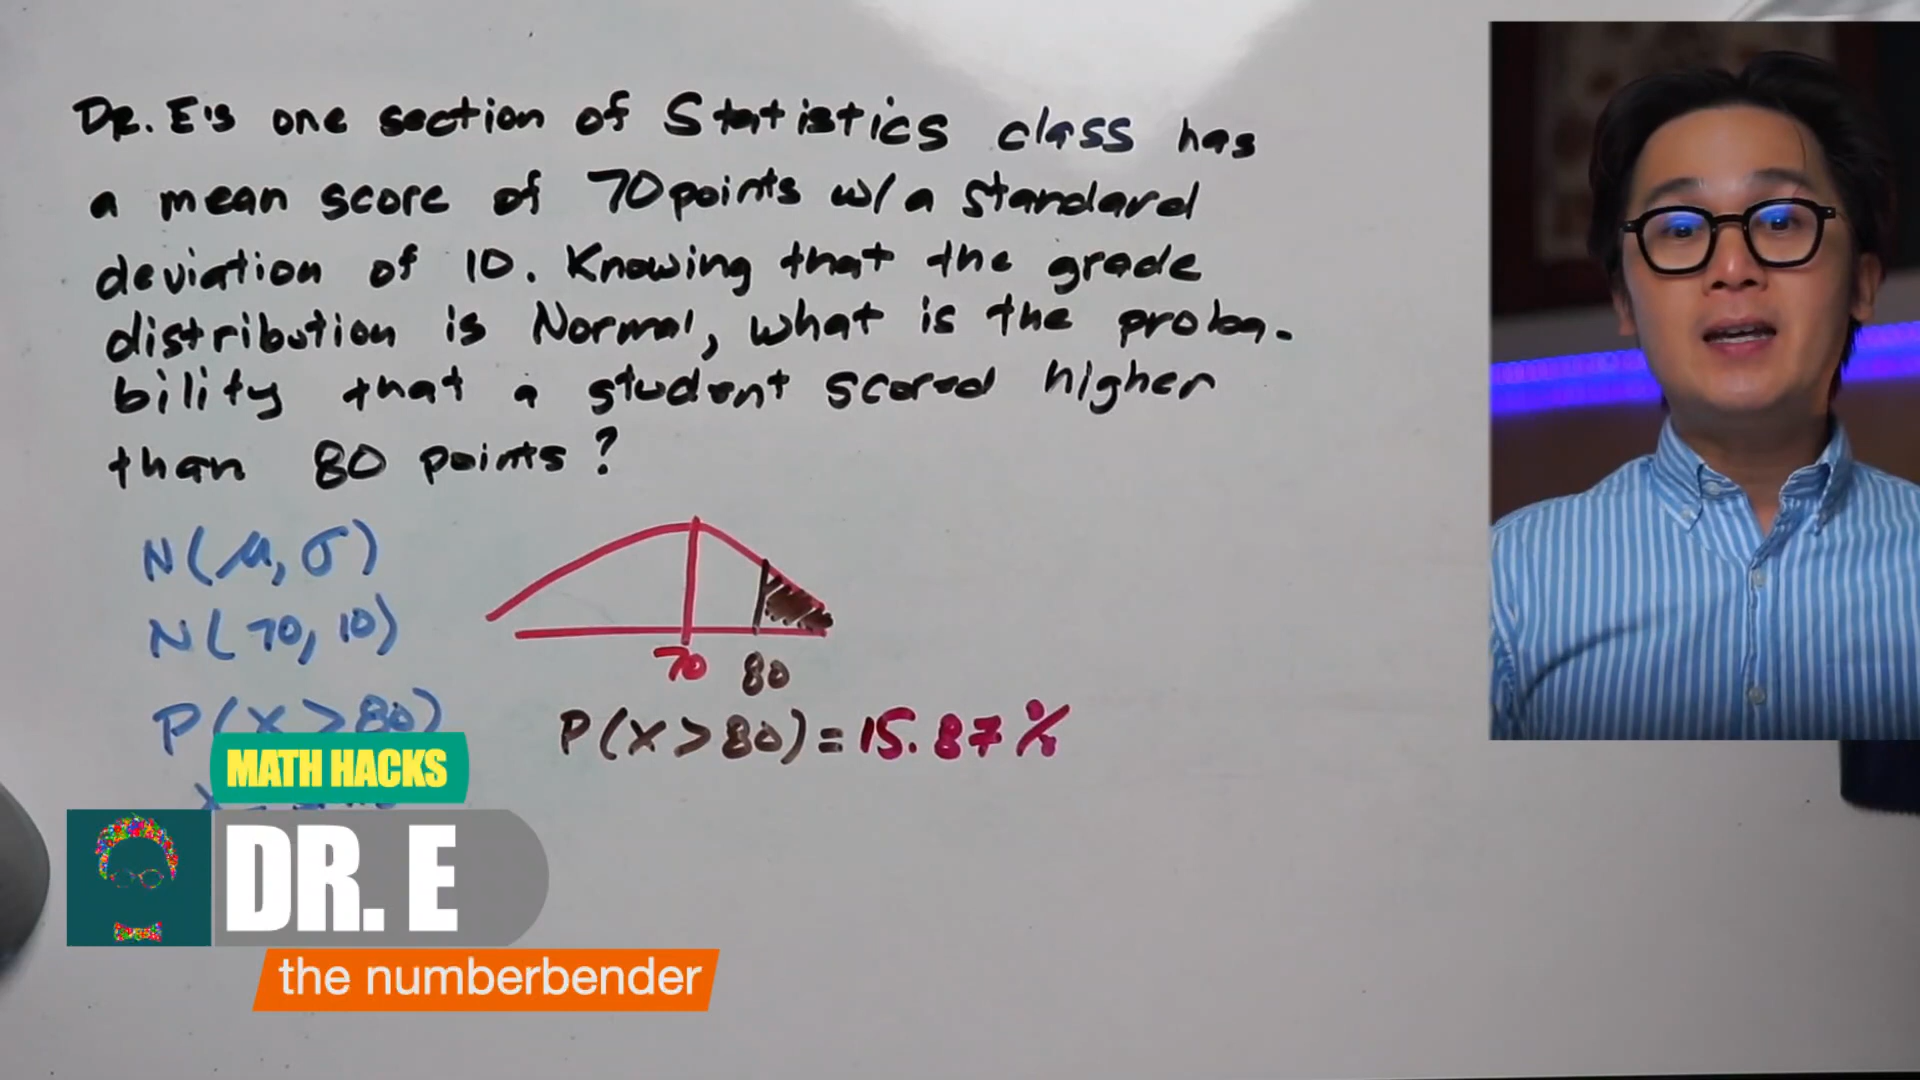 Dr. E's one section of Statistics class has
a mean score of 70 points w/ a standard
deviation of 10. Knowing that the grade
distribution is Normal, what is the proba-
bility that a student scored higher
than 80 points?
N(μ, σ)
N(70, 10)
70
80
P(X > 80)
P(X > 80) = 15.87%
MATH HACKS
DR. E
the numberbender